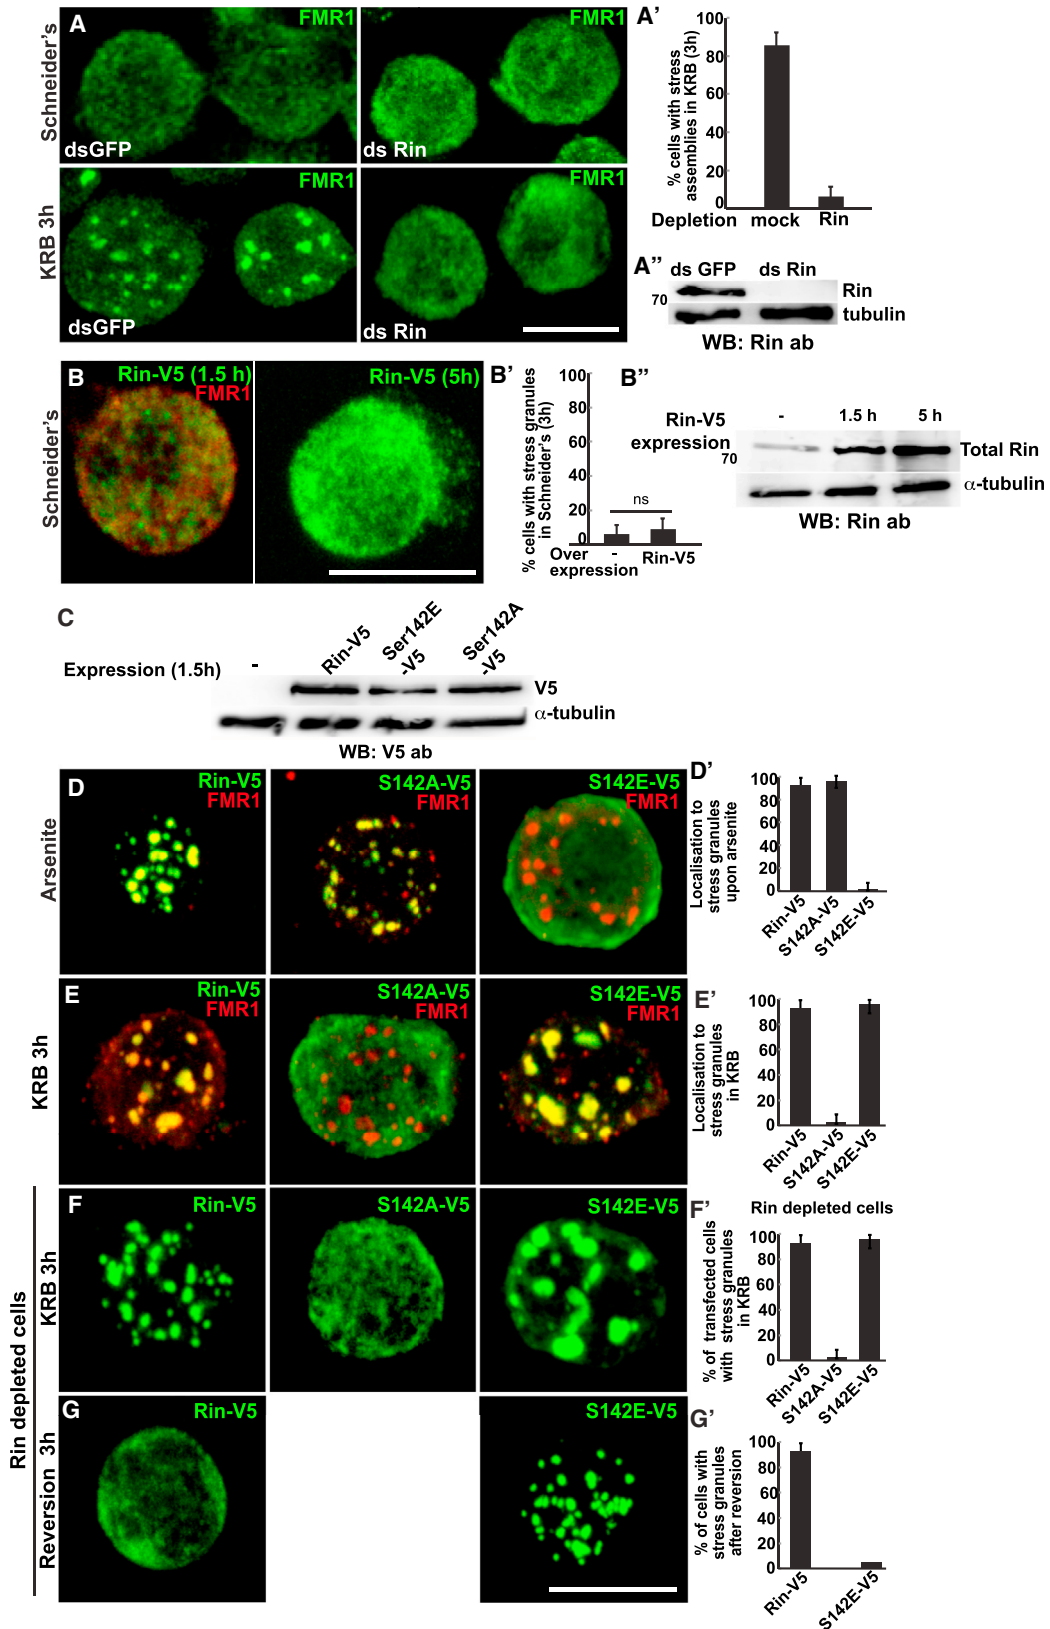 A
FMR1
FMR1
Schneider's
dsGFP
ds Rin
FMR1
FMR1
KRB 3h
dsGFP
ds Rin
A’
% cells with stress
assemblies in KRB (3h)
100
80
60
40
20
0
Depletion
mock
Rin
A’’
ds GFP
ds Rin
70
Rin
tubulin
WB: Rin ab
B
Rin-V5 (1.5 h)
FMR1
Rin-V5 (5h)
Schneider's
B’
% cells with stress granules
in Schneider's (3h)
100
80
60
40
20
0
ns
Over
expression
-
Rin-V5
B’’
Rin-V5
expression
-
1.5 h
5 h
70
Total Rin
α-tubulin
WB: Rin ab
C
Expression (1.5h)
-
Rin-V5
Ser142E
-V5
Ser142A
-V5
V5
α-tubulin
WB: V5 ab
D
Rin-V5
FMR1
S142A-V5
FMR1
S142E-V5
FMR1
Arsenite
D’
Localisation to
stress granules
upon arsenite
100
80
60
40
20
0
Rin-V5
S142A-V5
S142E-V5
E
Rin-V5
FMR1
S142A-V5
FMR1
S142E-V5
FMR1
KRB 3h
E’
Localisation to
stress granules
in KRB
100
80
60
40
20
0
Rin-V5
S142A-V5
S142E-V5
Rin depleted cells
F
Rin-V5
S142A-V5
S142E-V5
KRB 3h
F’
Rin depleted cells
% of transfected cells
with stress granules
in KRB
100
80
60
40
20
0
Rin-V5
S142A-V5
S142E-V5
G
Rin-V5
S142E-V5
Reversion 3h
G’
% of cells with
stress granules
after reversion
100
80
60
40
20
0
Rin-V5
S142E-V5